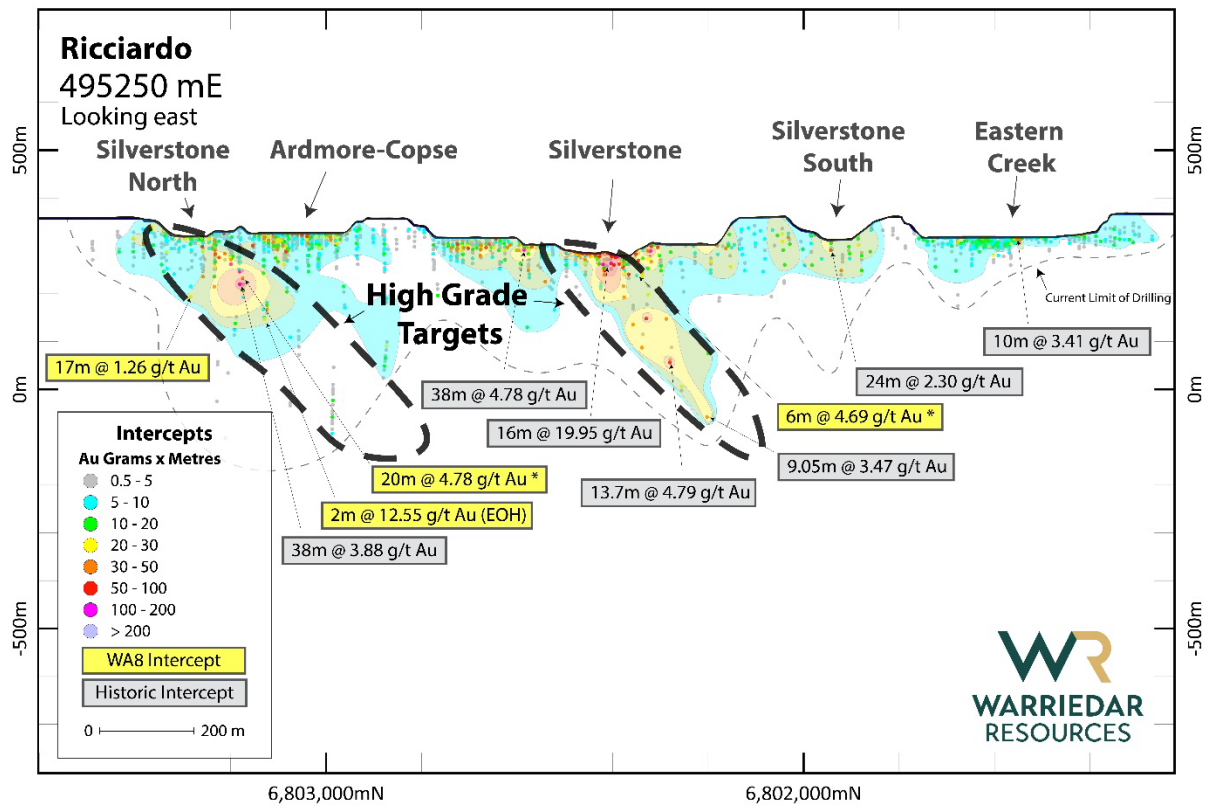 Ricciardo
495250 mE
Looking east
Silverstone
North
Ardmore-Copse
Silverstone
Silverstone
South
Eastern
Creek
500m
500m
High Grade
Targets
Current Limit of Drilling
17m @ 1.26 g/t Au
10m @ 3.41 g/t Au
24m @ 2.30 g/t Au
38m @ 4.78 g/t Au
6m @ 4.69 g/t Au *
16m @ 19.95 g/t Au
9.05m @ 3.47 g/t Au
13.7m @ 4.79 g/t Au
20m @ 4.78 g/t Au *
2m @ 12.55 g/t Au (EOH)
38m @ 3.88 g/t Au
0m
0m
Intercepts
Au Grams x Metres
0.5 - 5
5 - 10
10 - 20
20 - 30
30 - 50
50 - 100
100 - 200
> 200
WA8 Intercept
Historic Intercept
0 200 m
-500m
-500m
WR
WARRIEDAR
RESOURCES
6,803,000mN
6,802,000mN